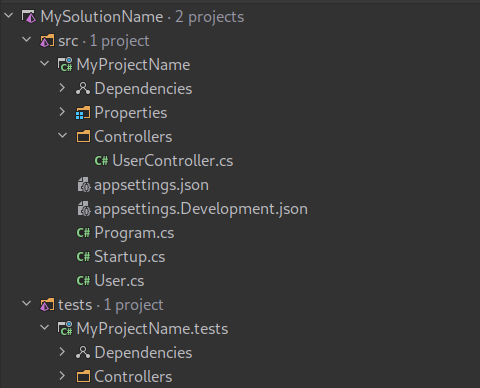 MySolutionName · 2 projects
src · 1 project
C# MyProjectName
Dependencies
Properties
Controllers
C# UserController.cs
appsettings.json
appsettings.Development.json
C# Program.cs
C# Startup.cs
C# User.cs
tests · 1 project
C# MyProjectName.tests
Dependencies
Controllers